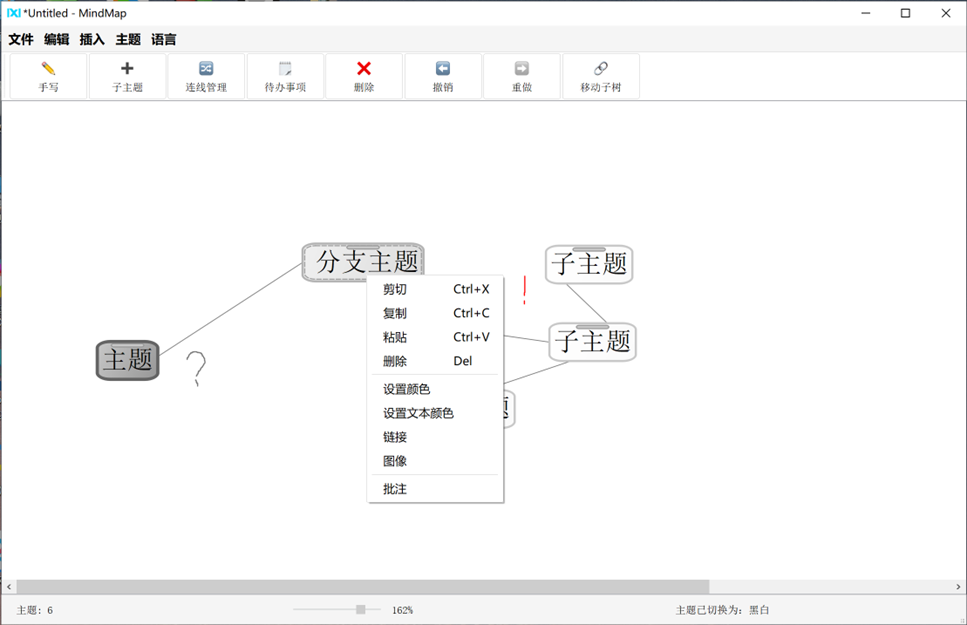 *Untitled - MindMap
文件 编辑 插入 主题 语言
手写 子主题 连线管理 待办事项 删除 撤销 重做 移动子树
分支主题
子主题
剪切 Ctrl+X
!
复制 Ctrl+C
粘贴 Ctrl+V
子主题
主题
?
删除 Del
设置颜色
设置文本颜色
题
链接
图像
批注
主题: 6 162% 主题已切换为: 黑白